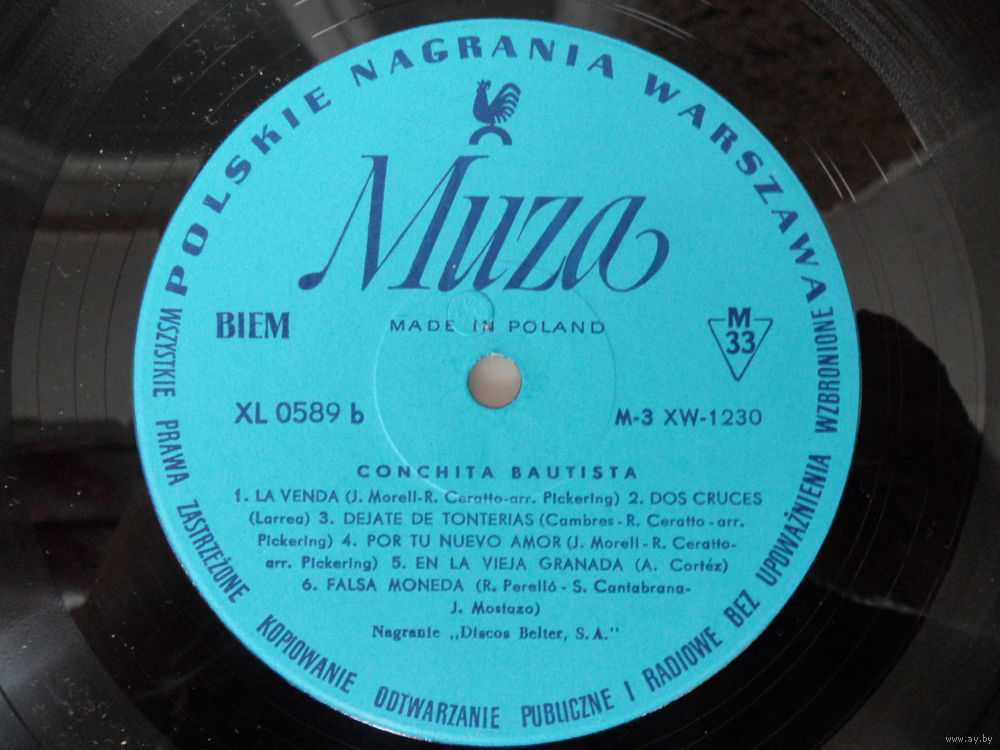 POLSKIE NAGRANIA WARSZAWA
Muza
BIEM
MADE IN POLAND
M
33
XL 0589 b
M-3 XW-1230
CONCHITA BAUTISTA
1. LA VENDA (J. Morell-R. Ceratto-arr. Pickering) 2. DOS CRUCES
(Larrea) 3. DEJATE DE TONTERIAS (Cambres - R. Ceratto - arr.
Pickering) 4. POR TU NUEVO AMOR (J. Morell - R. Ceratto-
arr. Pickering) 5. EN LA VIEJA GRANADA (A. Cortéz)
6. FALSA MONEDA (R. Perelló - S. Cantabrana-
J. Mostazo)
Nagranie „Discos Belter, S.A.”
WSZYSTKIE PRAWA ZASTRZEŻONE KOPIOWANIE ODTWARZANIE PUBLICZNE I RADIOWE BEZ UPOWAŻNIENIA WZBRONIONE
www.ay.by